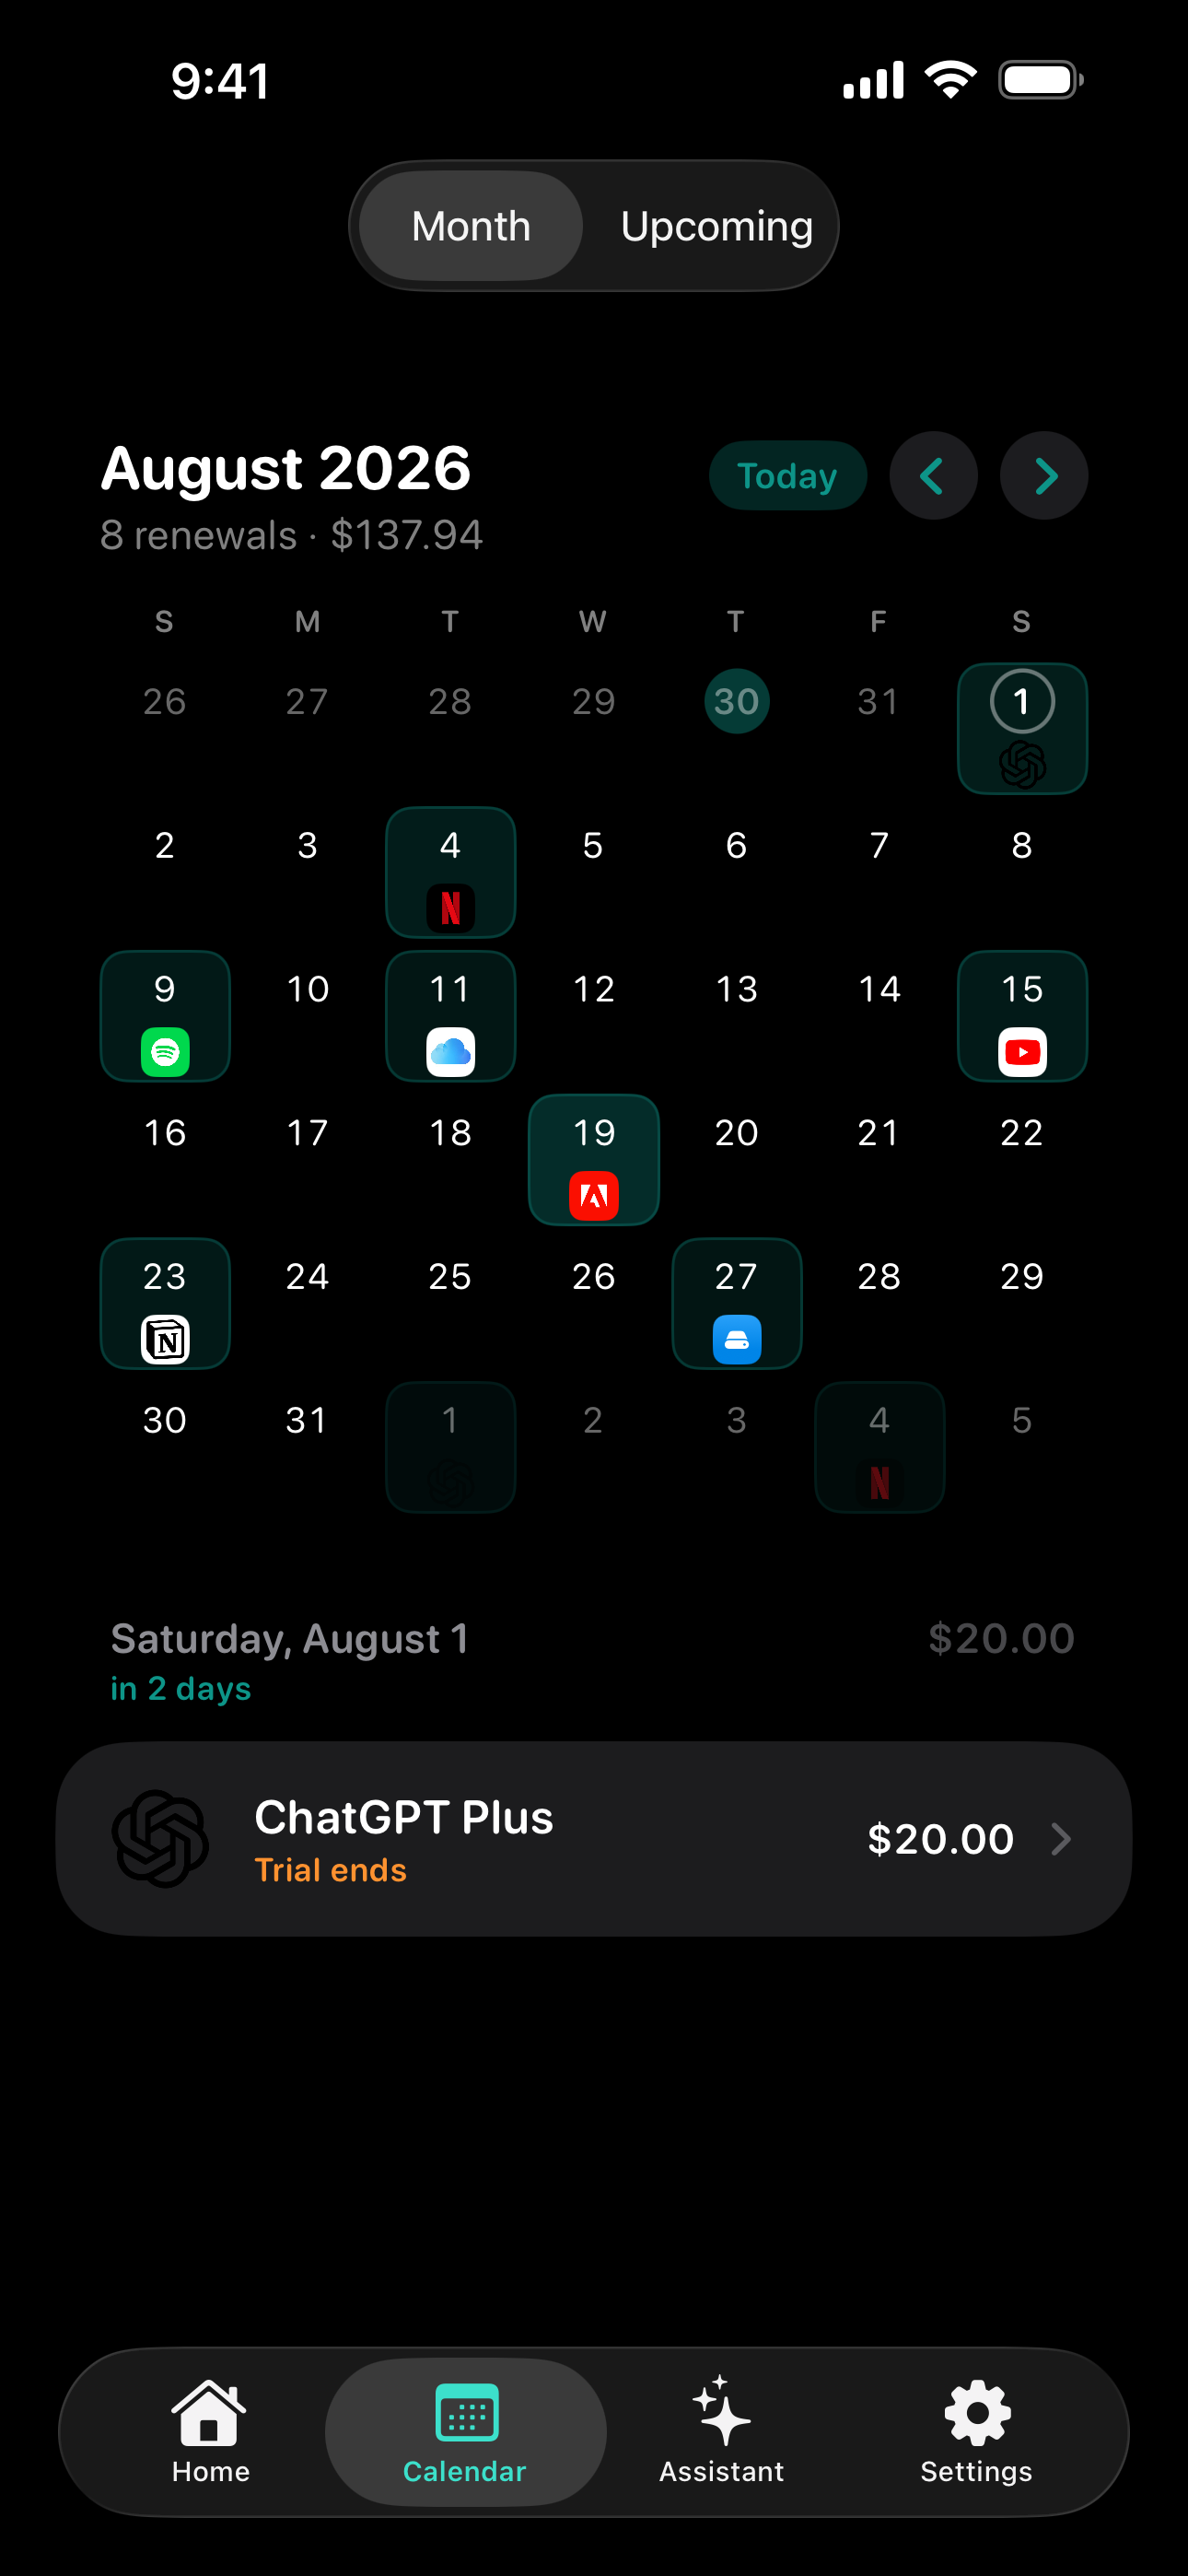 9:41
Month Upcoming
August 2026 Today
8 renewals · $137.94
S M T W T F S
26 27 28 29 30 31 1
2 3 4 5 6 7 8
N
9 10 11 12 13 14 15
16 17 18 19 20 21 22
23 24 25 26 27 28 29
N
30 31 1 2 3 4 5
N
Saturday, August 1 $20.00
in 2 days
ChatGPT Plus
Trial ends
$20.00
Home Calendar Assistant Settings